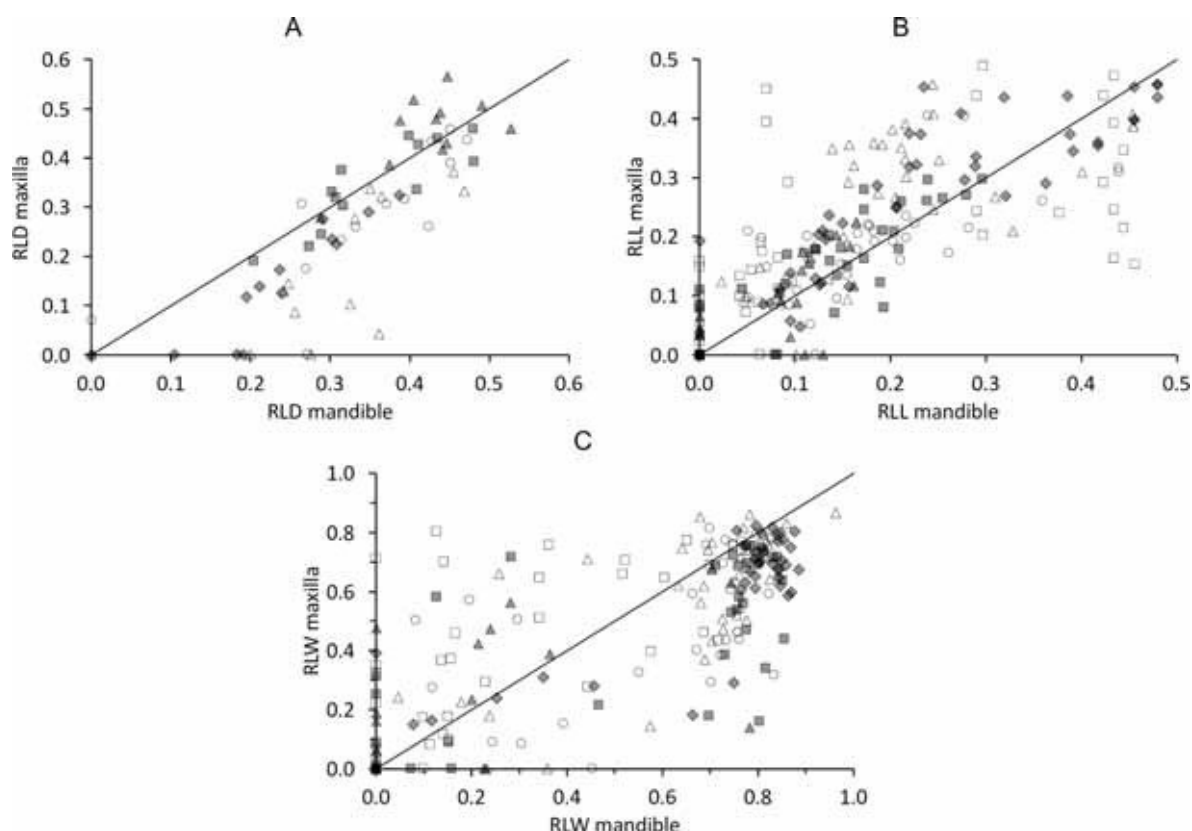 A
0.6
0.5
0.4
0.3
0.2
0.1
0.0
RLD maxilla
0.0 0.1 0.2 0.3 0.4 0.5 0.6
RLD mandible
B
0.5
0.4
0.3
0.2
0.1
0.0
RLL maxilla
0.0 0.1 0.2 0.3 0.4 0.5
RLL mandible
C
1.0
0.8
0.6
0.4
0.2
0.0
RLW maxilla
0.0 0.2 0.4 0.6 0.8 1.0
RLW mandible